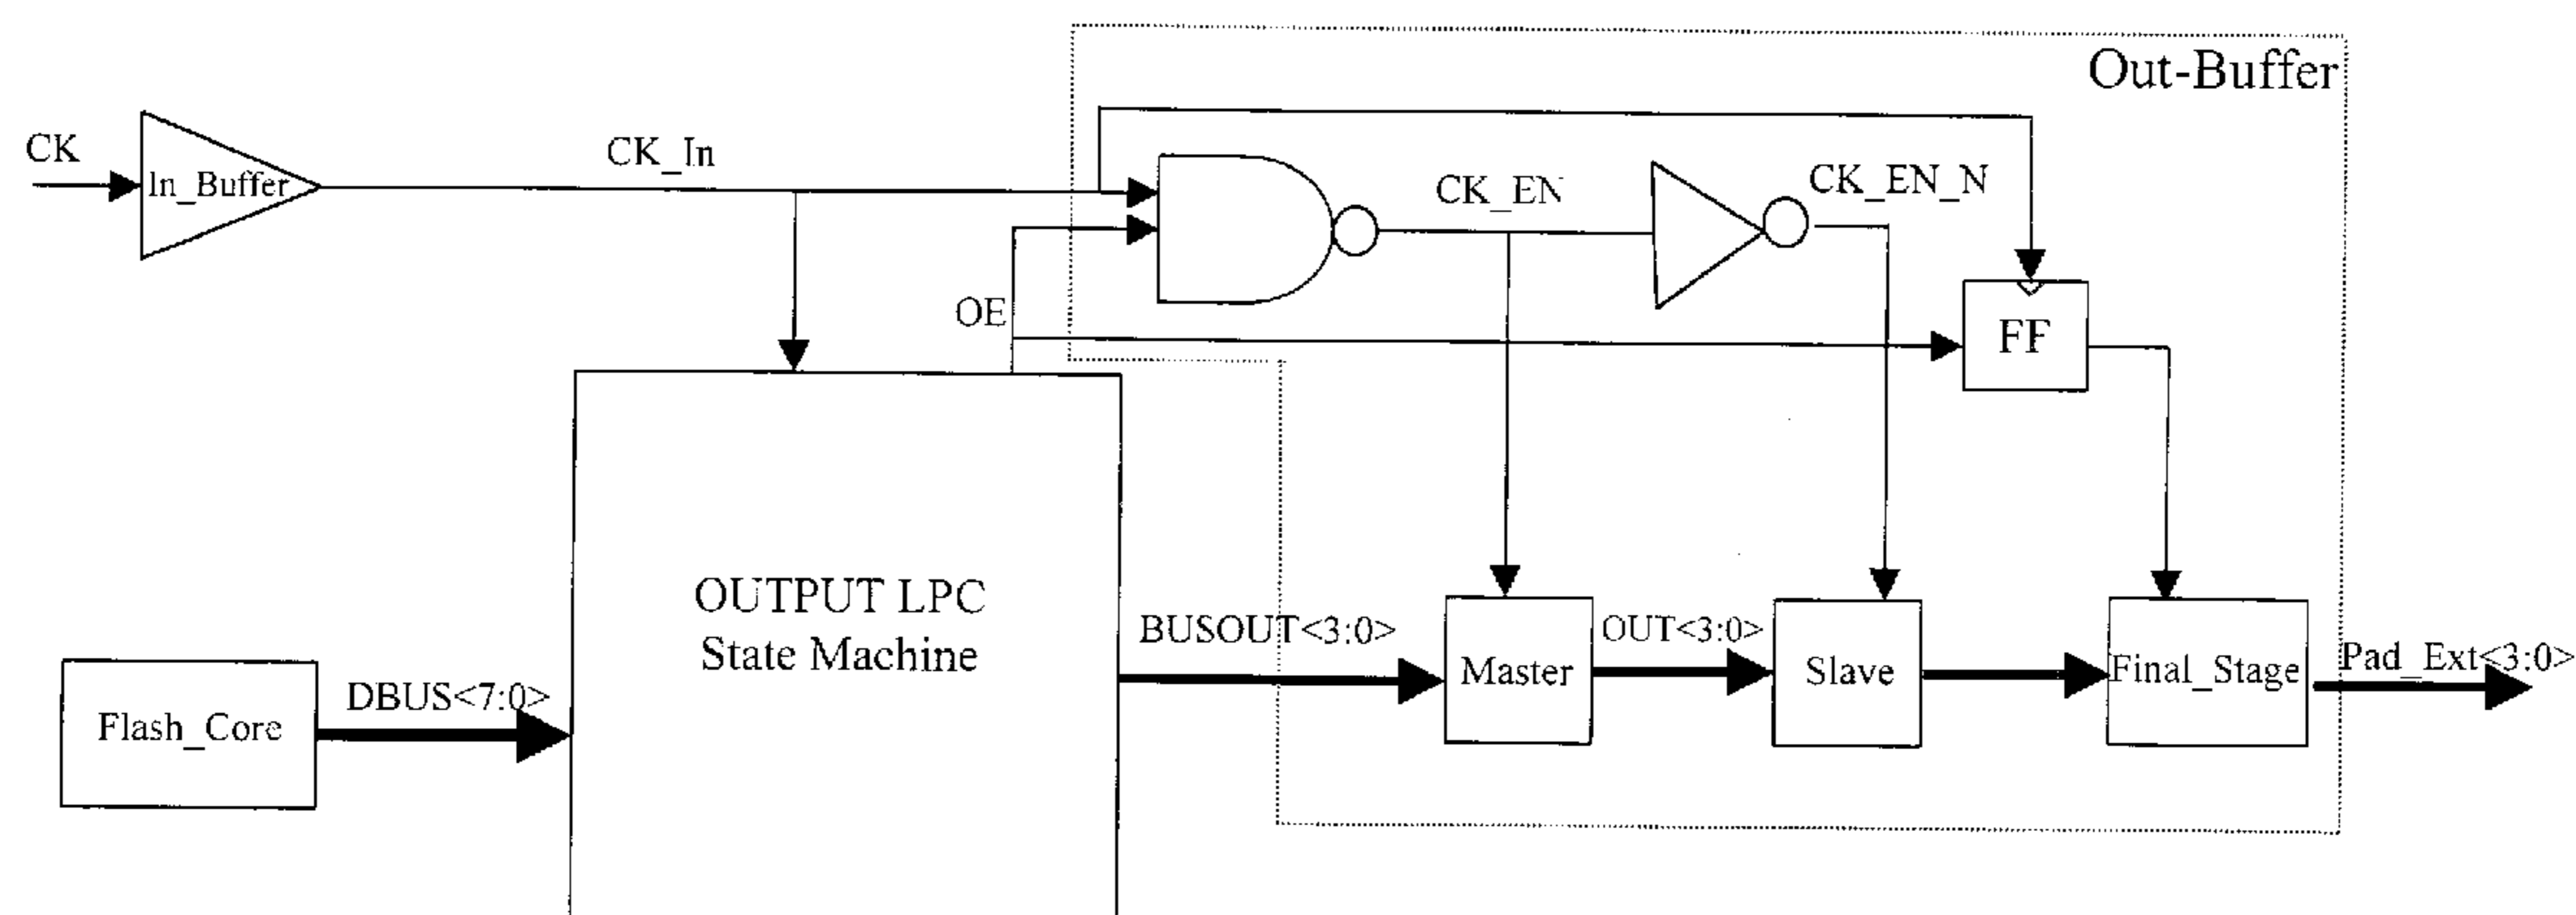 Out-Buffer
CK
In_Buffer
CK_In
CK_EN
CK_EN_N
OE
FF
OUTPUT LPC
State Machine
Flash_Core
DBUS<7:0>
BUSOUT<3:0>
Master
OUT<3:0>
Slave
Final_Stage
Pad_Ext<3:0>